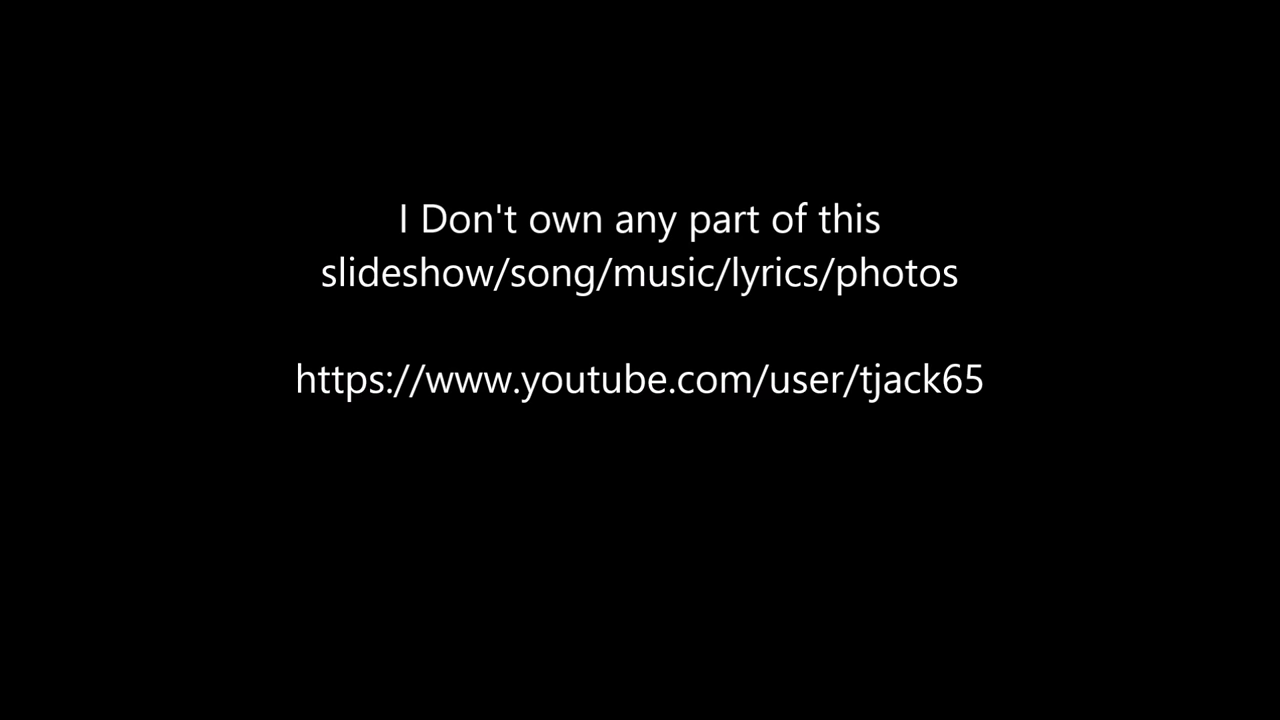 I Don't own any part of this
slideshow/song/music/lyrics/photos
https://www.youtube.com/user/tjack65